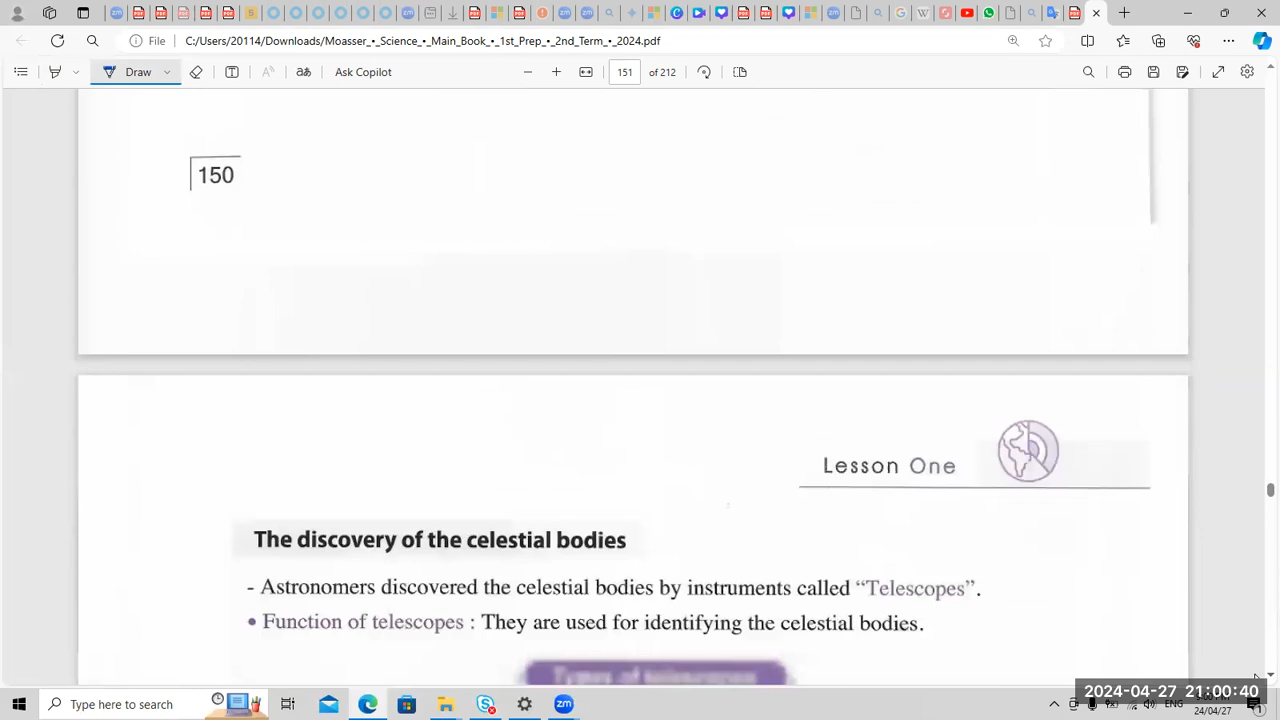 File
C:/Users/20114/Downloads/Moasser_•_Science_•_Main_Book_•_1st_Prep_•_2nd_Term_•_2024.pdf
Draw
Ask Copilot
151 of 212
150
Lesson One
The discovery of the celestial bodies
- Astronomers discovered the celestial bodies by instruments called “Telescopes”.
• Function of telescopes : They are used for identifying the celestial bodies.
Types of telescopes
Type here to search
ENG
2024-04-27 21:00:40
24/04/27